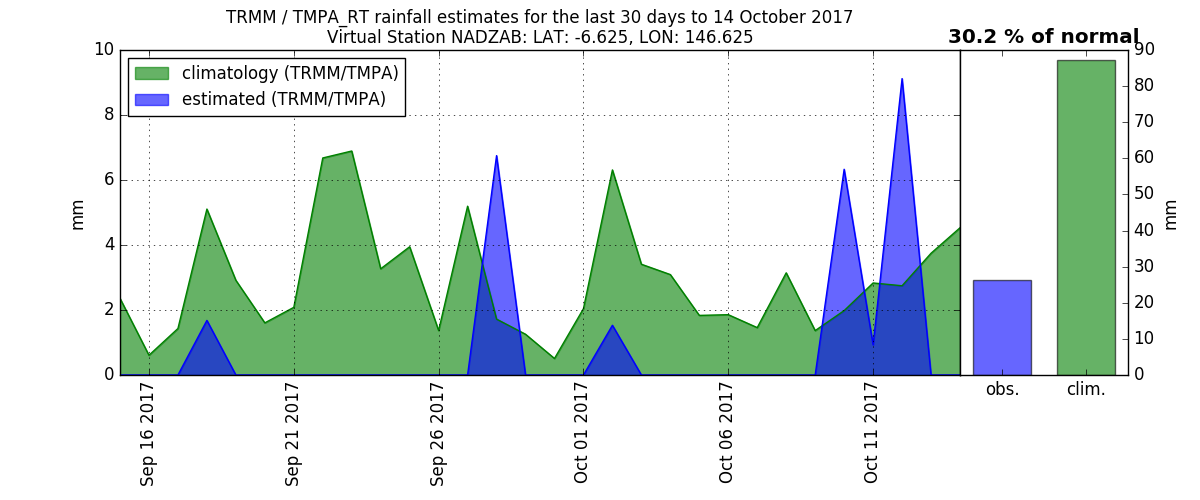 TRMM / TMPA_RT rainfall estimates for the last 30 days to 14 October 2017
Virtual Station NADZAB: LAT: -6.625, LON: 146.625
30.2 % of normal
climatology (TRMM/TMPA)
estimated (TRMM/TMPA)
mm
10
8
6
4
2
0
Sep 16 2017
Sep 21 2017
Sep 26 2017
Oct 01 2017
Oct 06 2017
Oct 11 2017
obs.
clim.
90
80
70
60
50
40
30
20
10
0
mm